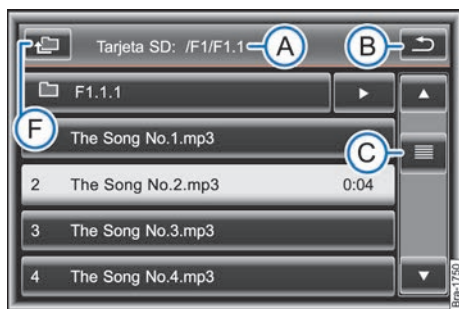 Tarjeta SD: /F1/F1.1
A
B
F1.1.1
F
The Song No.1.mp3
C
2 The Song No.2.mp3 0:04
3 The Song No.3.mp3
4 The Song No.4.mp3
Bra-1750